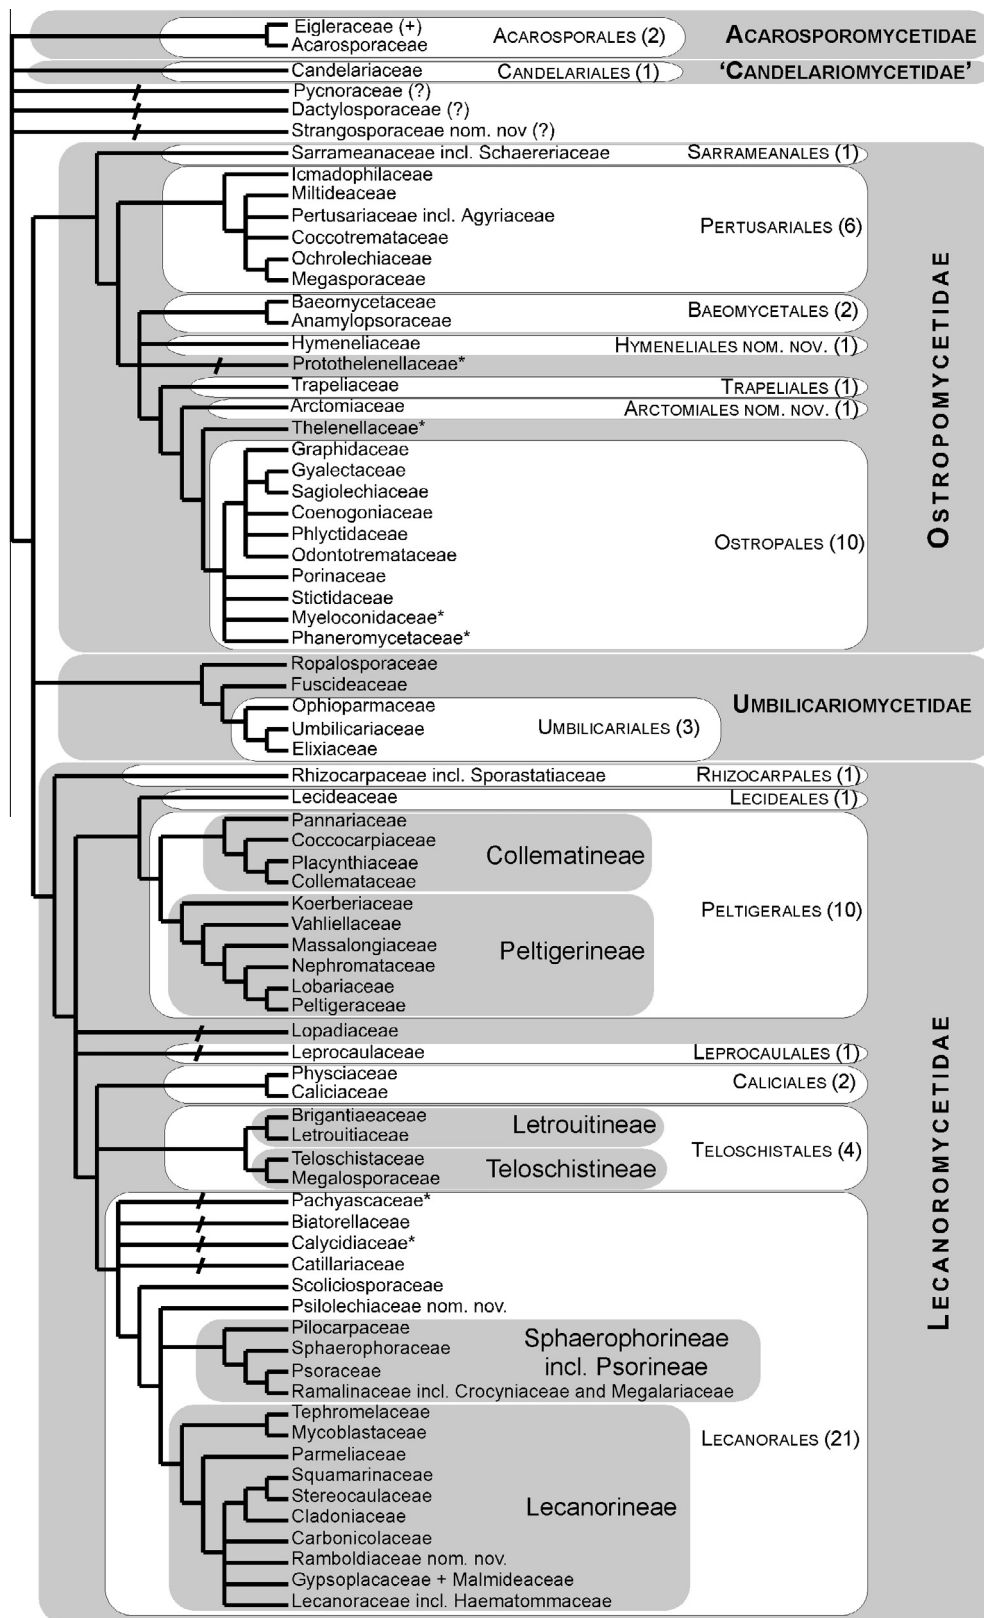 Eigleraceae (+)
Acarosporaceae
ACAROSPORALES (2)
ACAROSPOROMYCETIDAE
Candelariaceae
CANDELARIALES (1)
‘CANDELARIOMYCETIDAE’
Pycnoraceae (?)
Dactylosporaceae (?)
Strangosporaceae nom. nov (?)
Sarrameanaceae incl. Schaereriaceae
SARRAMEANALES (1)
Icmadophilaceae
Miltideaceae
Pertusariaceae incl. Agyriaceae
Coccotremataceae
Ochrolechiaceae
Megasporaceae
PERTUSARIALES (6)
Baeomycetaceae
Anamylopsoraceae
BAEOMYCETALES (2)
Hymeneliaceae
HYMENELIALES NOM. NOV. (1)
Protothelenellaceae*
Trapeliaceae
TRAPELIALES (1)
Arctomiaceae
ARCTOMIALES NOM. NOV. (1)
Thelenellaceae*
Graphidaceae
Gyalectaceae
Sagiolechiaceae
Coenogoniaceae
Phlyctidaceae
Odontotremataceae
Porinaceae
Stictidaceae
Myeloconidaceae*
Phaneromycetaceae*
OSTROPALES (10)
OSTROPOMYCETIDAE
Ropalosporaceae
Fuscideaceae
Ophioparmaceae
Umbilicariaceae
Elixiaceae
UMBILICARIALES (3)
UMBILICARIOMYCETIDAE
Rhizocarpaceae incl. Sporastatiaceae
RHIZOCARPALES (1)
Lecideaceae
LECIDEALES (1)
Pannariaceae
Coccocarpiaceae
Placynthiaceae
Collemataceae
Collematineae
Koerberiaceae
Vahliellaceae
Massalongiaceae
Nephromataceae
Lobariaceae
Peltigeraceae
Peltigerineae
PELTIGERALES (10)
Lopadiaceae
Leprocaulaceae
LEPROCAULALES (1)
Physciaceae
Caliciaceae
CALICIALES (2)
Brigantiaeaceae
Letrouitiaceae
Letrouitineae
Teloschistaceae
Megalosporaceae
Teloschistineae
TELOSCHISTALES (4)
Pachyascaceae*
Biatorellaceae
Calycidiaceae*
Catillariaceae
Scoliciosporaceae
Psilolechiaceae nom. nov.
Pilocarpaceae
Sphaerophoraceae
Psoraceae
Ramalinaceae incl. Crocyniaceae and Megalariaceae
Sphaerophorineae
incl. Psorineae
Tephromelaceae
Mycoblastaceae
Parmeliaceae
Squamarinaceae
Stereocaulaceae
Cladoniaceae
Carbonicolaceae
Ramboldiaceae nom. nov.
Gypsoplacaceae + Malmideaceae
Lecanoraceae incl. Haematommaceae
Lecanorineae
LECANORALES (21)
LECANOROMYCETIDAE